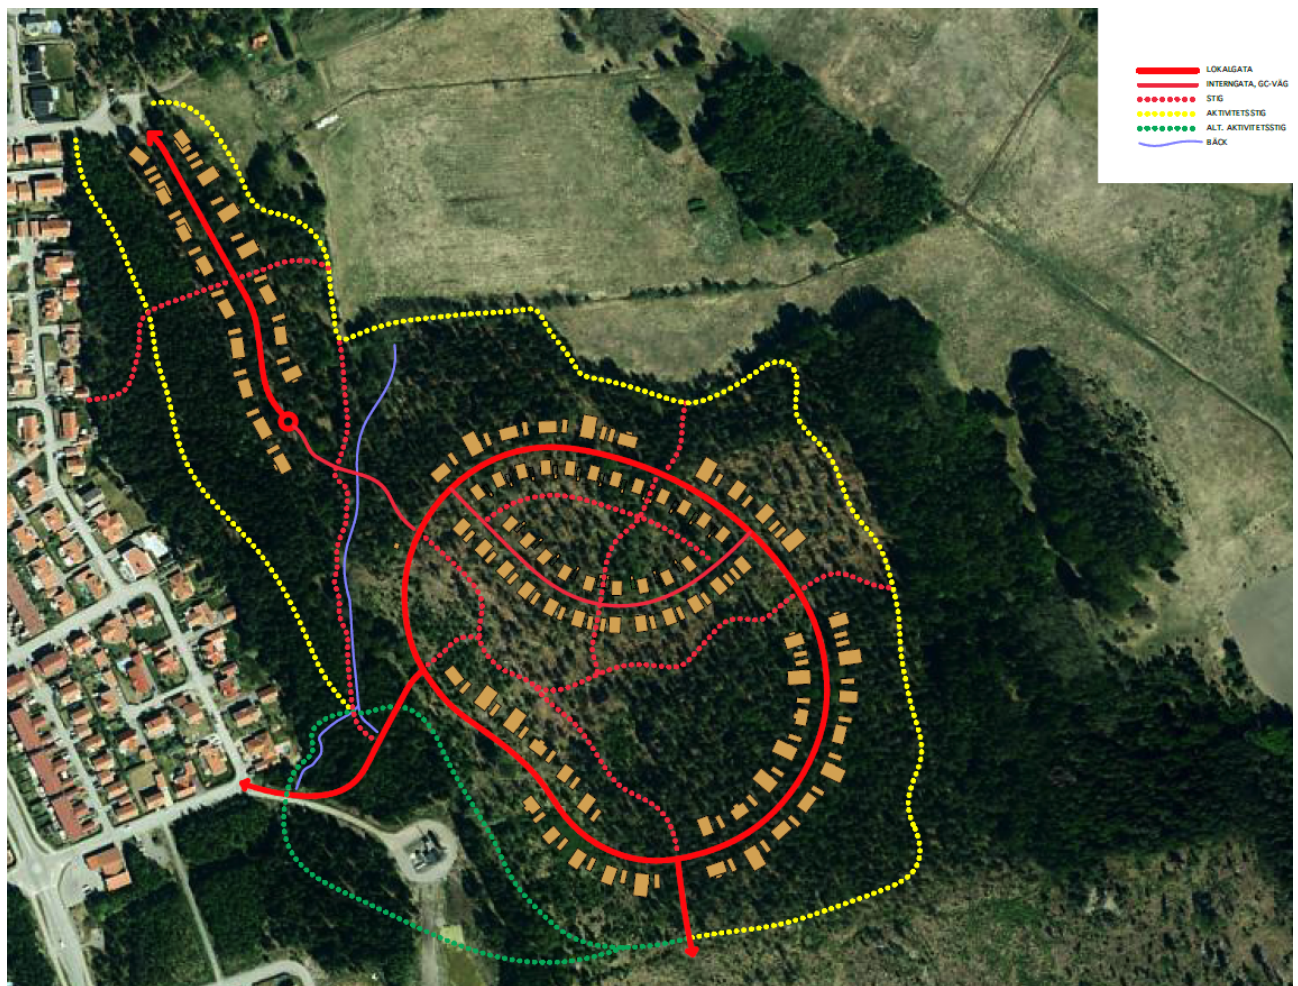 LOKALGATA
INTERNGATA, GC-VÄG
STIG
AKTIVITETSSTIG
ALT. AKTIVITETSSTIG
BÄCK